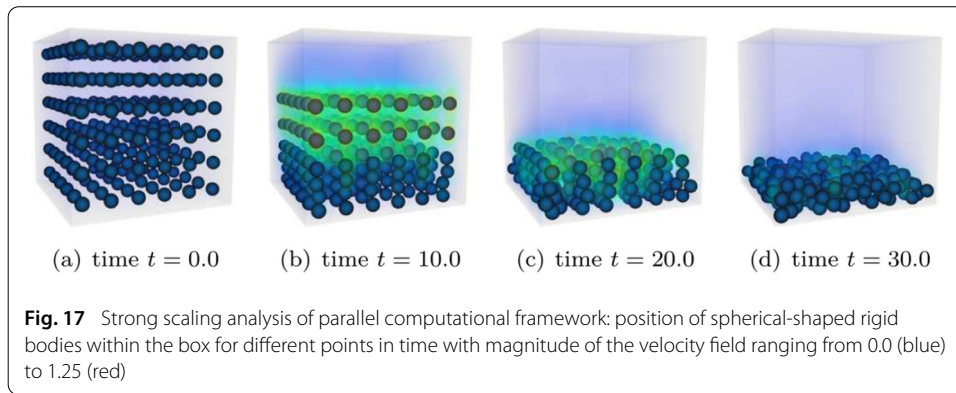 (a) time t = 0.0 (b) time t = 10.0 (c) time t = 20.0 (d) time t = 30.0
Fig. 17 Strong scaling analysis of parallel computational framework: position of spherical-shaped rigid
bodies within the box for different points in time with magnitude of the velocity field ranging from 0.0 (blue)
to 1.25 (red)